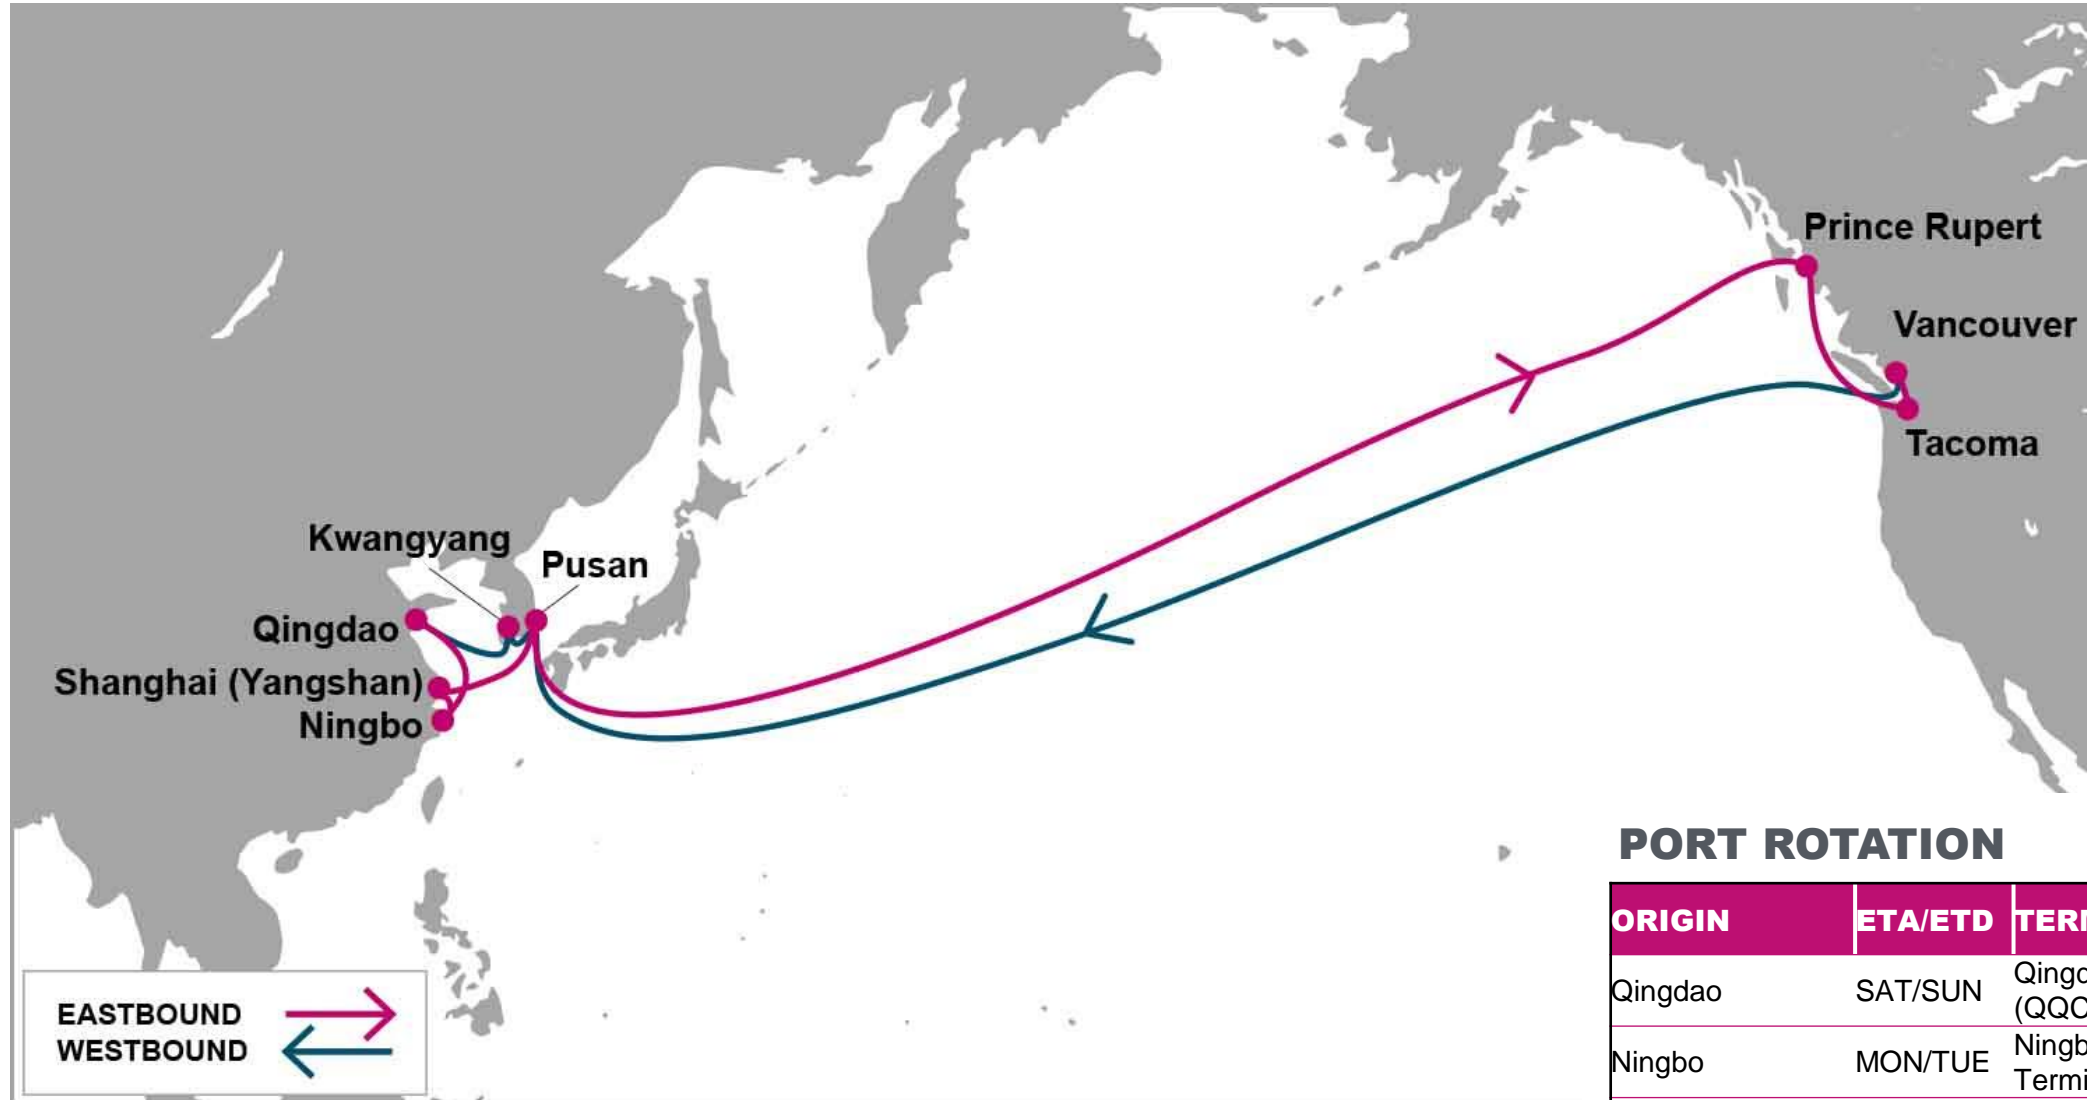 Prince Rupert
Vancouver
Tacoma
Kwangyang
Pusan
Qingdao
Shanghai (Yangshan)
Ningbo
EASTBOUND
WESTBOUND
PORT ROTATION
ORIGIN ETA/ETD
Qingdao SAT/SUN
Ningbo MON/TUE